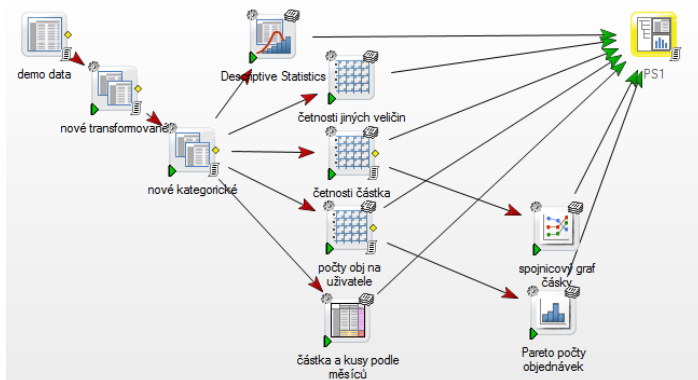 demo data
Descriptive Statistics
PS1
nové transformované
četnosti jiných veličin
nové kategorické
četnosti částka
počty obj na
uživatele
spojnicový graf
čásky
částka a kusy podle
měsíců
Pareto počty
objednávek